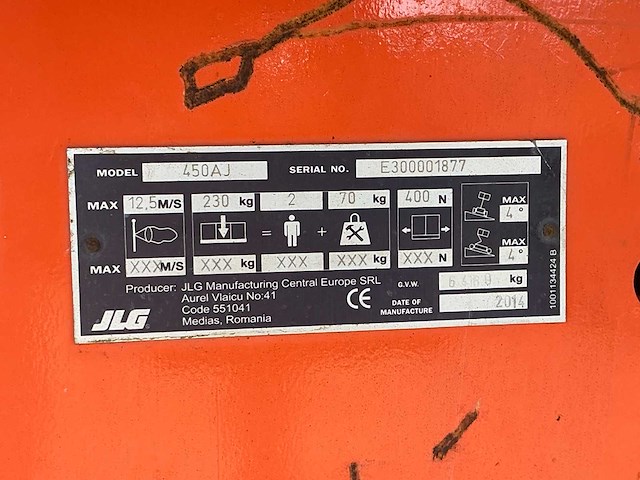 MODEL 450AJ SERIAL NO. E300001877
MAX 12,5 M/S 230 kg 2 70 kg 400 N MAX 4°
= +
MAX XXX M/S XXX kg XXX XXX kg XXX N MAX 4°
Producer: JLG Manufacturing Central Europe SRL
Aurel Vlaicu No:41
Code 551041
Medias, Romania
JLG
CE
G.V.W. kg
DATE OF MANUFACTURE 2014
1001134424 B